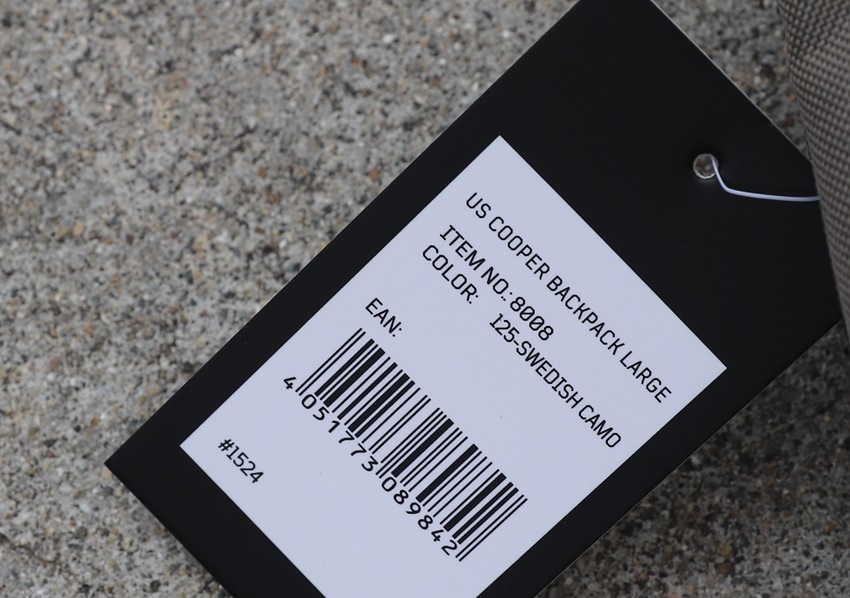 US COOPER BACKPACK LARGE
ITEM NO.: 8008
COLOR: 125-SWEDISH CAMO
EAN:
4 051773 089842
#1524